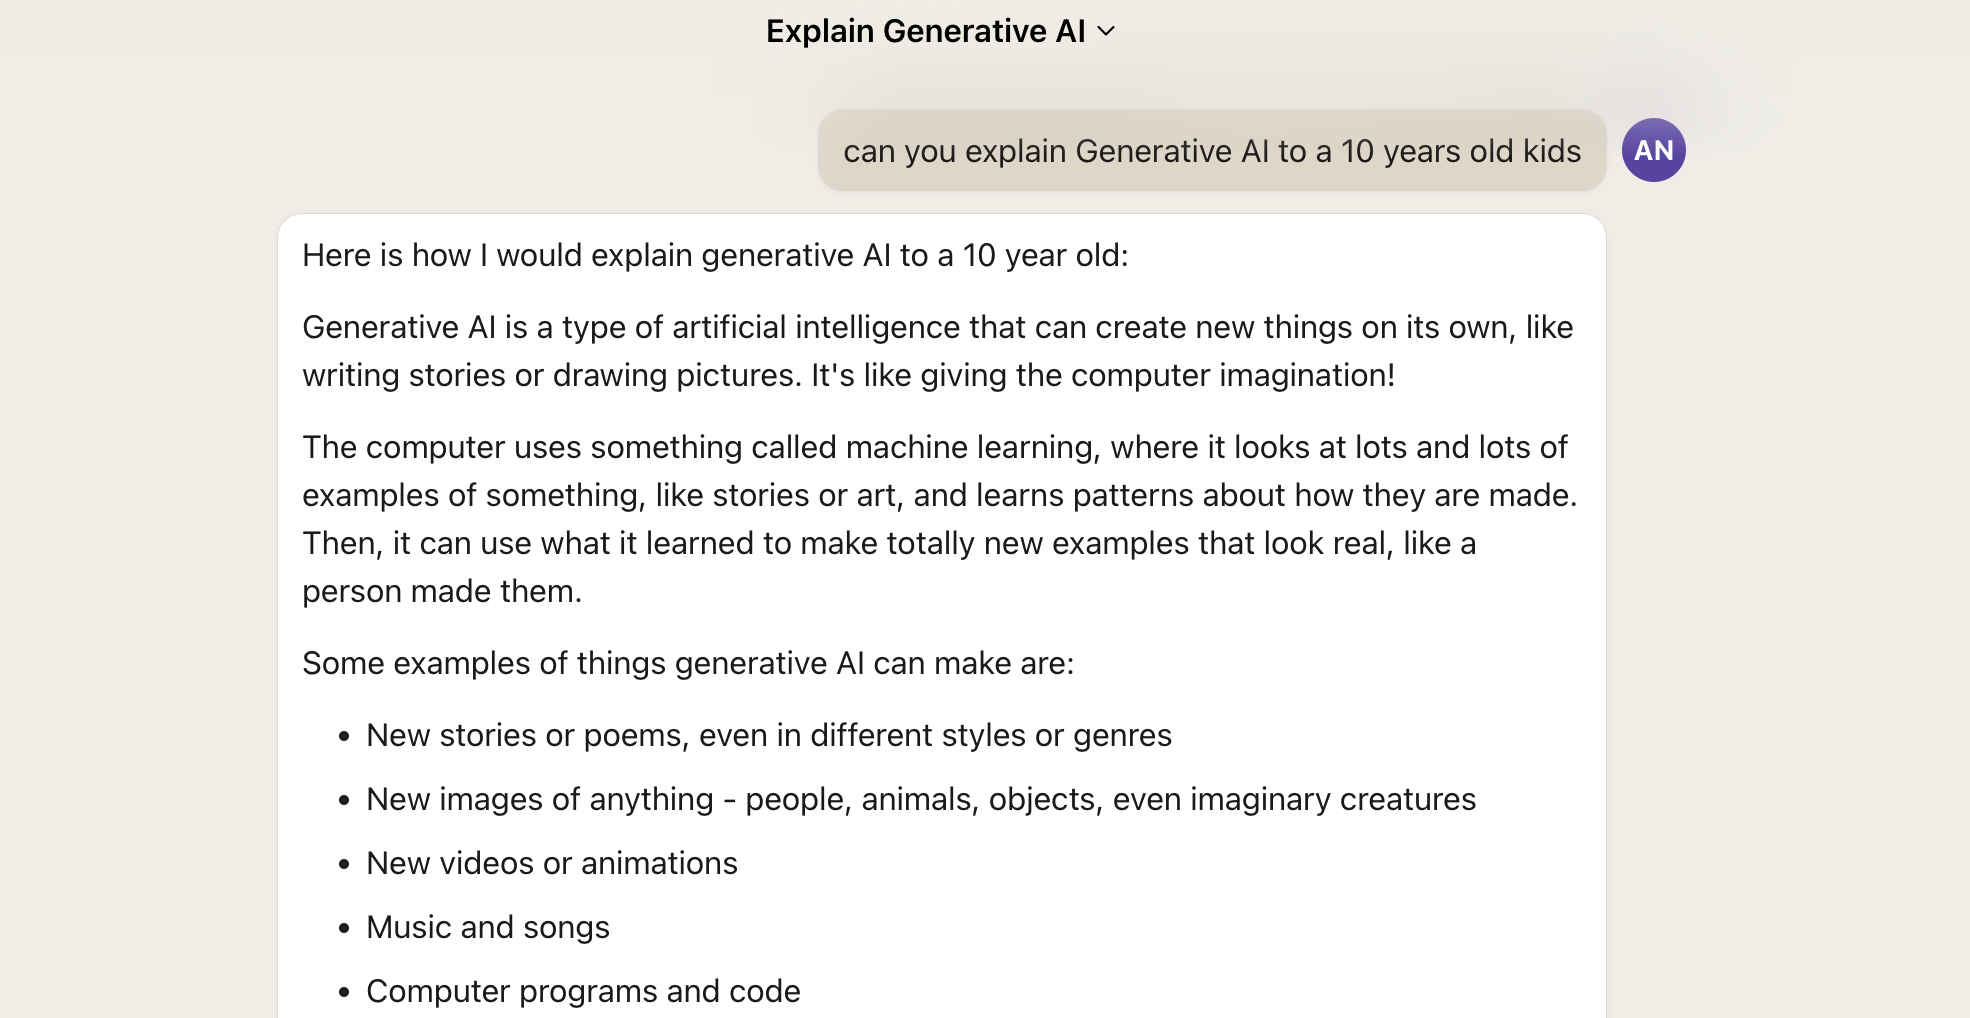 Explain Generative AI
can you explain Generative AI to a 10 years old kids
AN
Here is how I would explain generative AI to a 10 year old:
Generative AI is a type of artificial intelligence that can create new things on its own, like
writing stories or drawing pictures. It's like giving the computer imagination!
The computer uses something called machine learning, where it looks at lots and lots of
examples of something, like stories or art, and learns patterns about how they are made.
Then, it can use what it learned to make totally new examples that look real, like a
person made them.
Some examples of things generative AI can make are:
• New stories or poems, even in different styles or genres
• New images of anything - people, animals, objects, even imaginary creatures
• New videos or animations
• Music and songs
• Computer programs and code